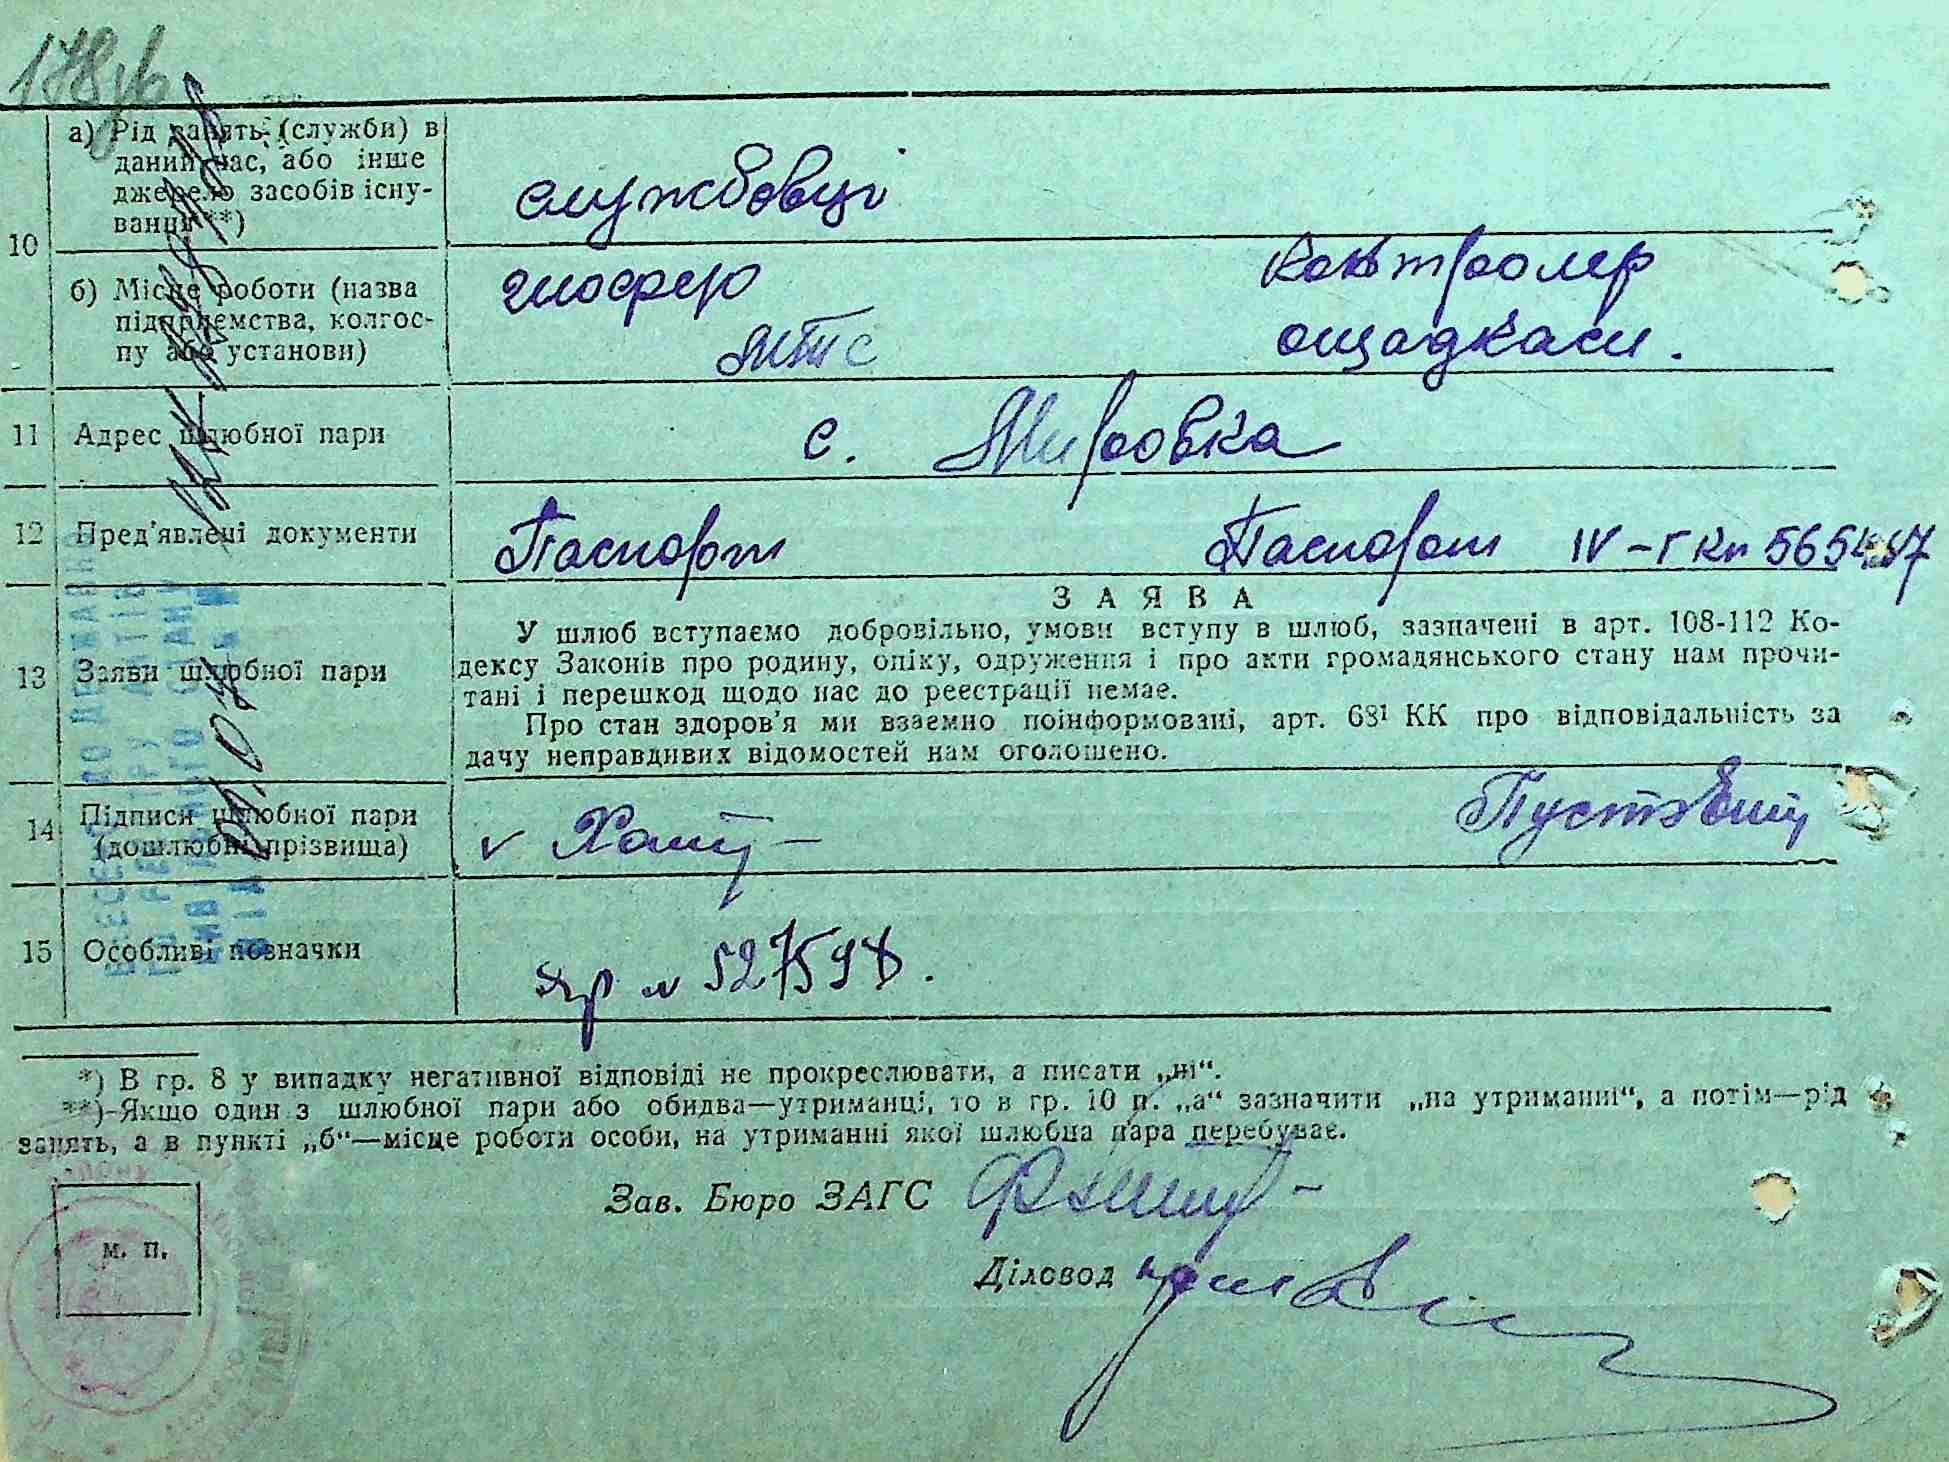 178 зв
10
а) Рід занять (служби) в
даний час, або інше
джерело засобів існу-
вання**)
службовці
б) Місце роботи (назва
підприємства, колгос-
пу або установи)
шофер
МТС
контролер
ощадкаси.
11 Адрес шлюбної пари
с. Мировка
12 Пред'явлені документи
Паспорт
Паспорт IV-ГКП
13 Заяви шлюбної пари
ЗАЯВА
У шлюб вступаємо добровільно, умови вступу в шлюб, зазначені в арт. 108-112 Ко-
дексу Законів про родину, опіку, одруження і про акти громадянського стану нам прочи-
тані і перешкод щодо нас до реєстрації немає.
Про стан здоров'я ми взаємно поінформовані, арт. 68¹ КК про відповідальність за
дачу неправдивих відомостей нам оголошено.
14 Підписи шлюбної пари
(дошлюбні прізвища)
15 Особливі позначки
*) В гр. 8 у випадку негативної відповіді не прокреслювати, а писати „ні“.
**)-Якщо один з шлюбної пари або обидва—утриманці, то в гр. 10 п. „а“ зазначити „на утриманні“, а потім—рід
занять, а в пункті „б“—місце роботи особи, на утриманні якої шлюбна пара перебуває.
Зав. Бюро ЗАГС
м. п.
Діловод